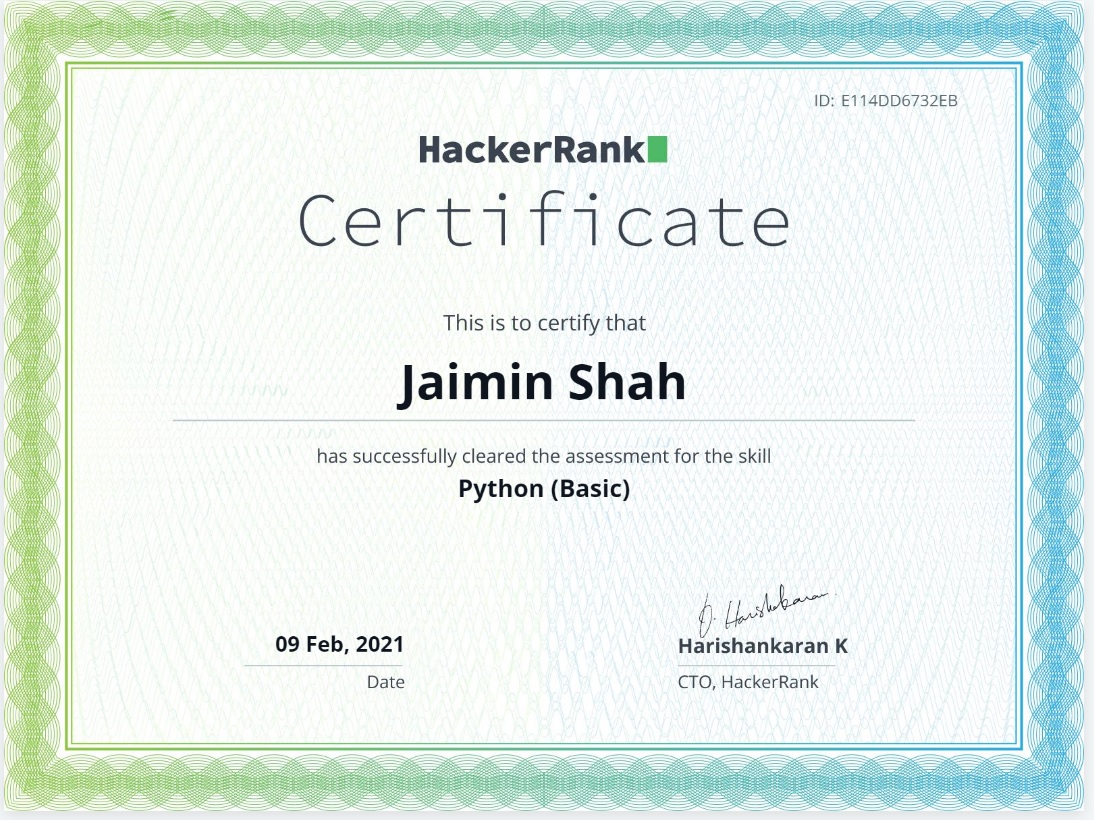 ID: E114DD6732EB
HackerRank
Certificate
This is to certify that
Jaimin Shah
has successfully cleared the assessment for the skill
Python (Basic)
09 Feb, 2021
Date
Harishankaran K
CTO, HackerRank